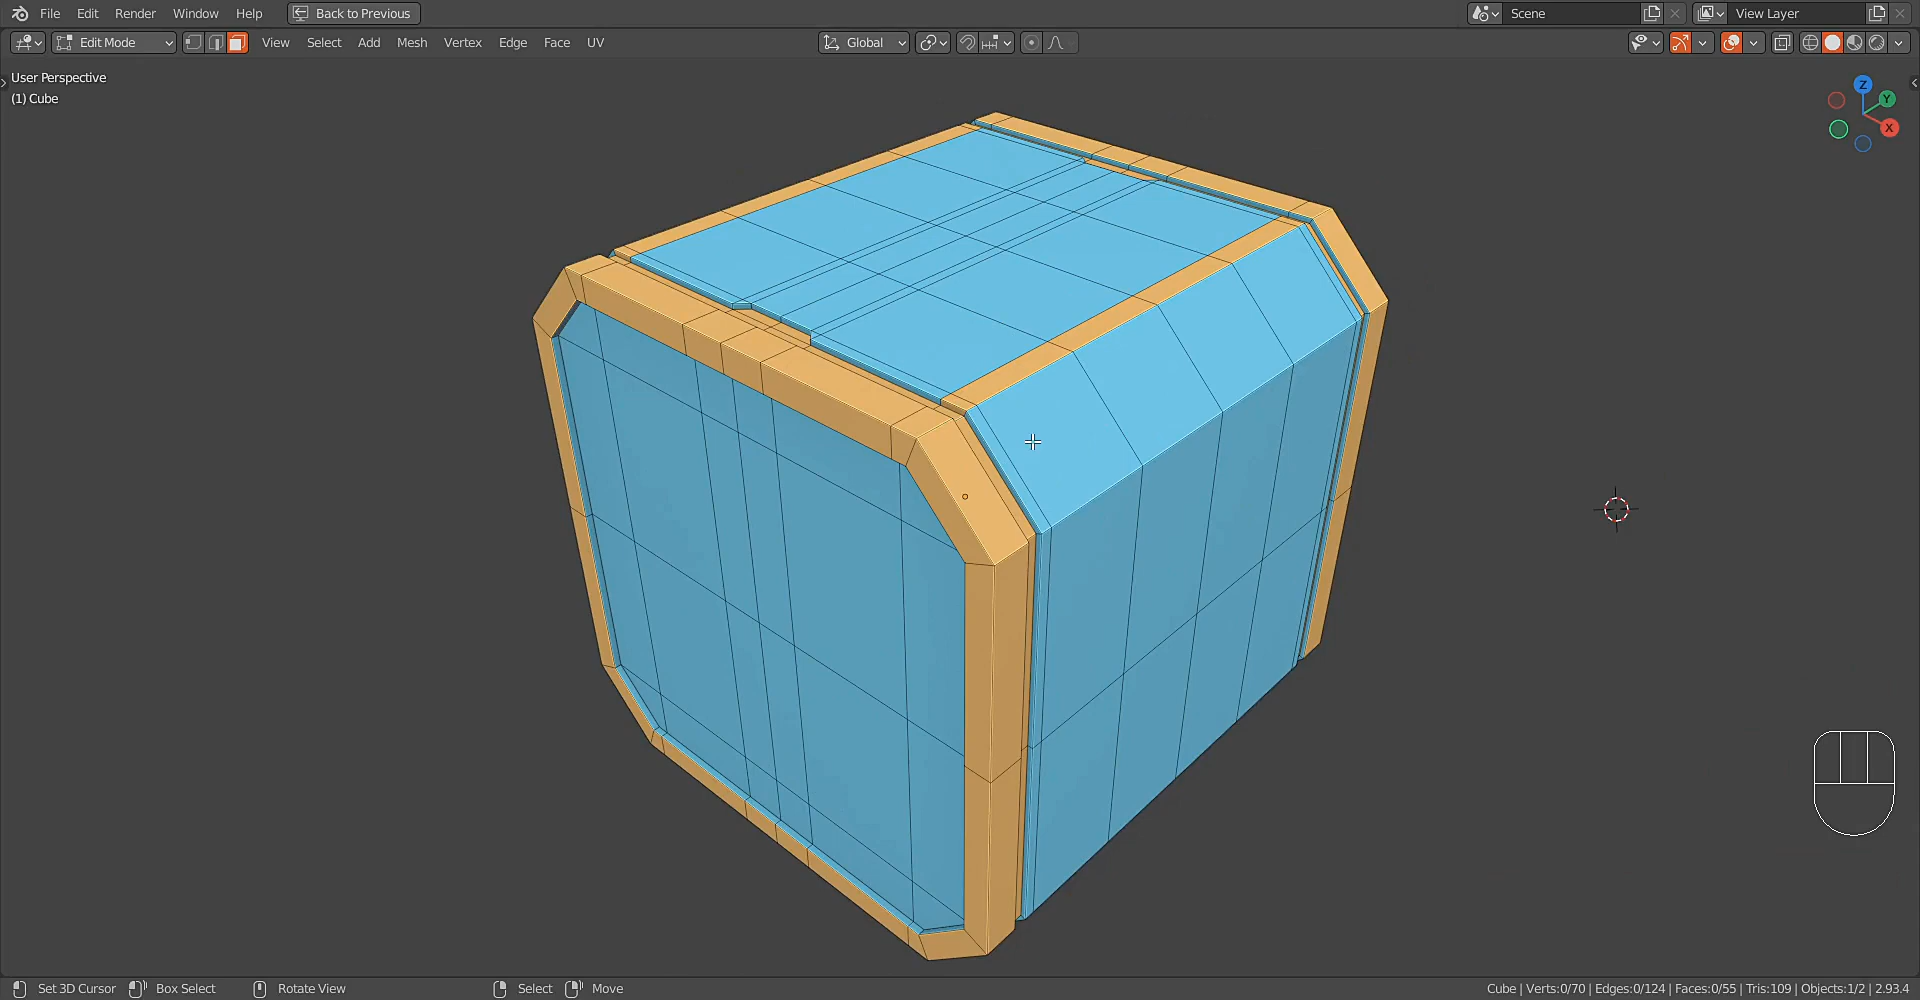 File Edit Render Window Help Back to Previous Scene View Layer
Edit Mode View Select Add Mesh Vertex Edge Face UV Global
User Perspective
(1) Cube
Z
Y
X
Set 3D Cursor Box Select Rotate View Select Move Cube | Verts:0/70 | Edges:0/124 | Faces:0/55 | Tris:109 | Objects:1/2 | 2.93.4